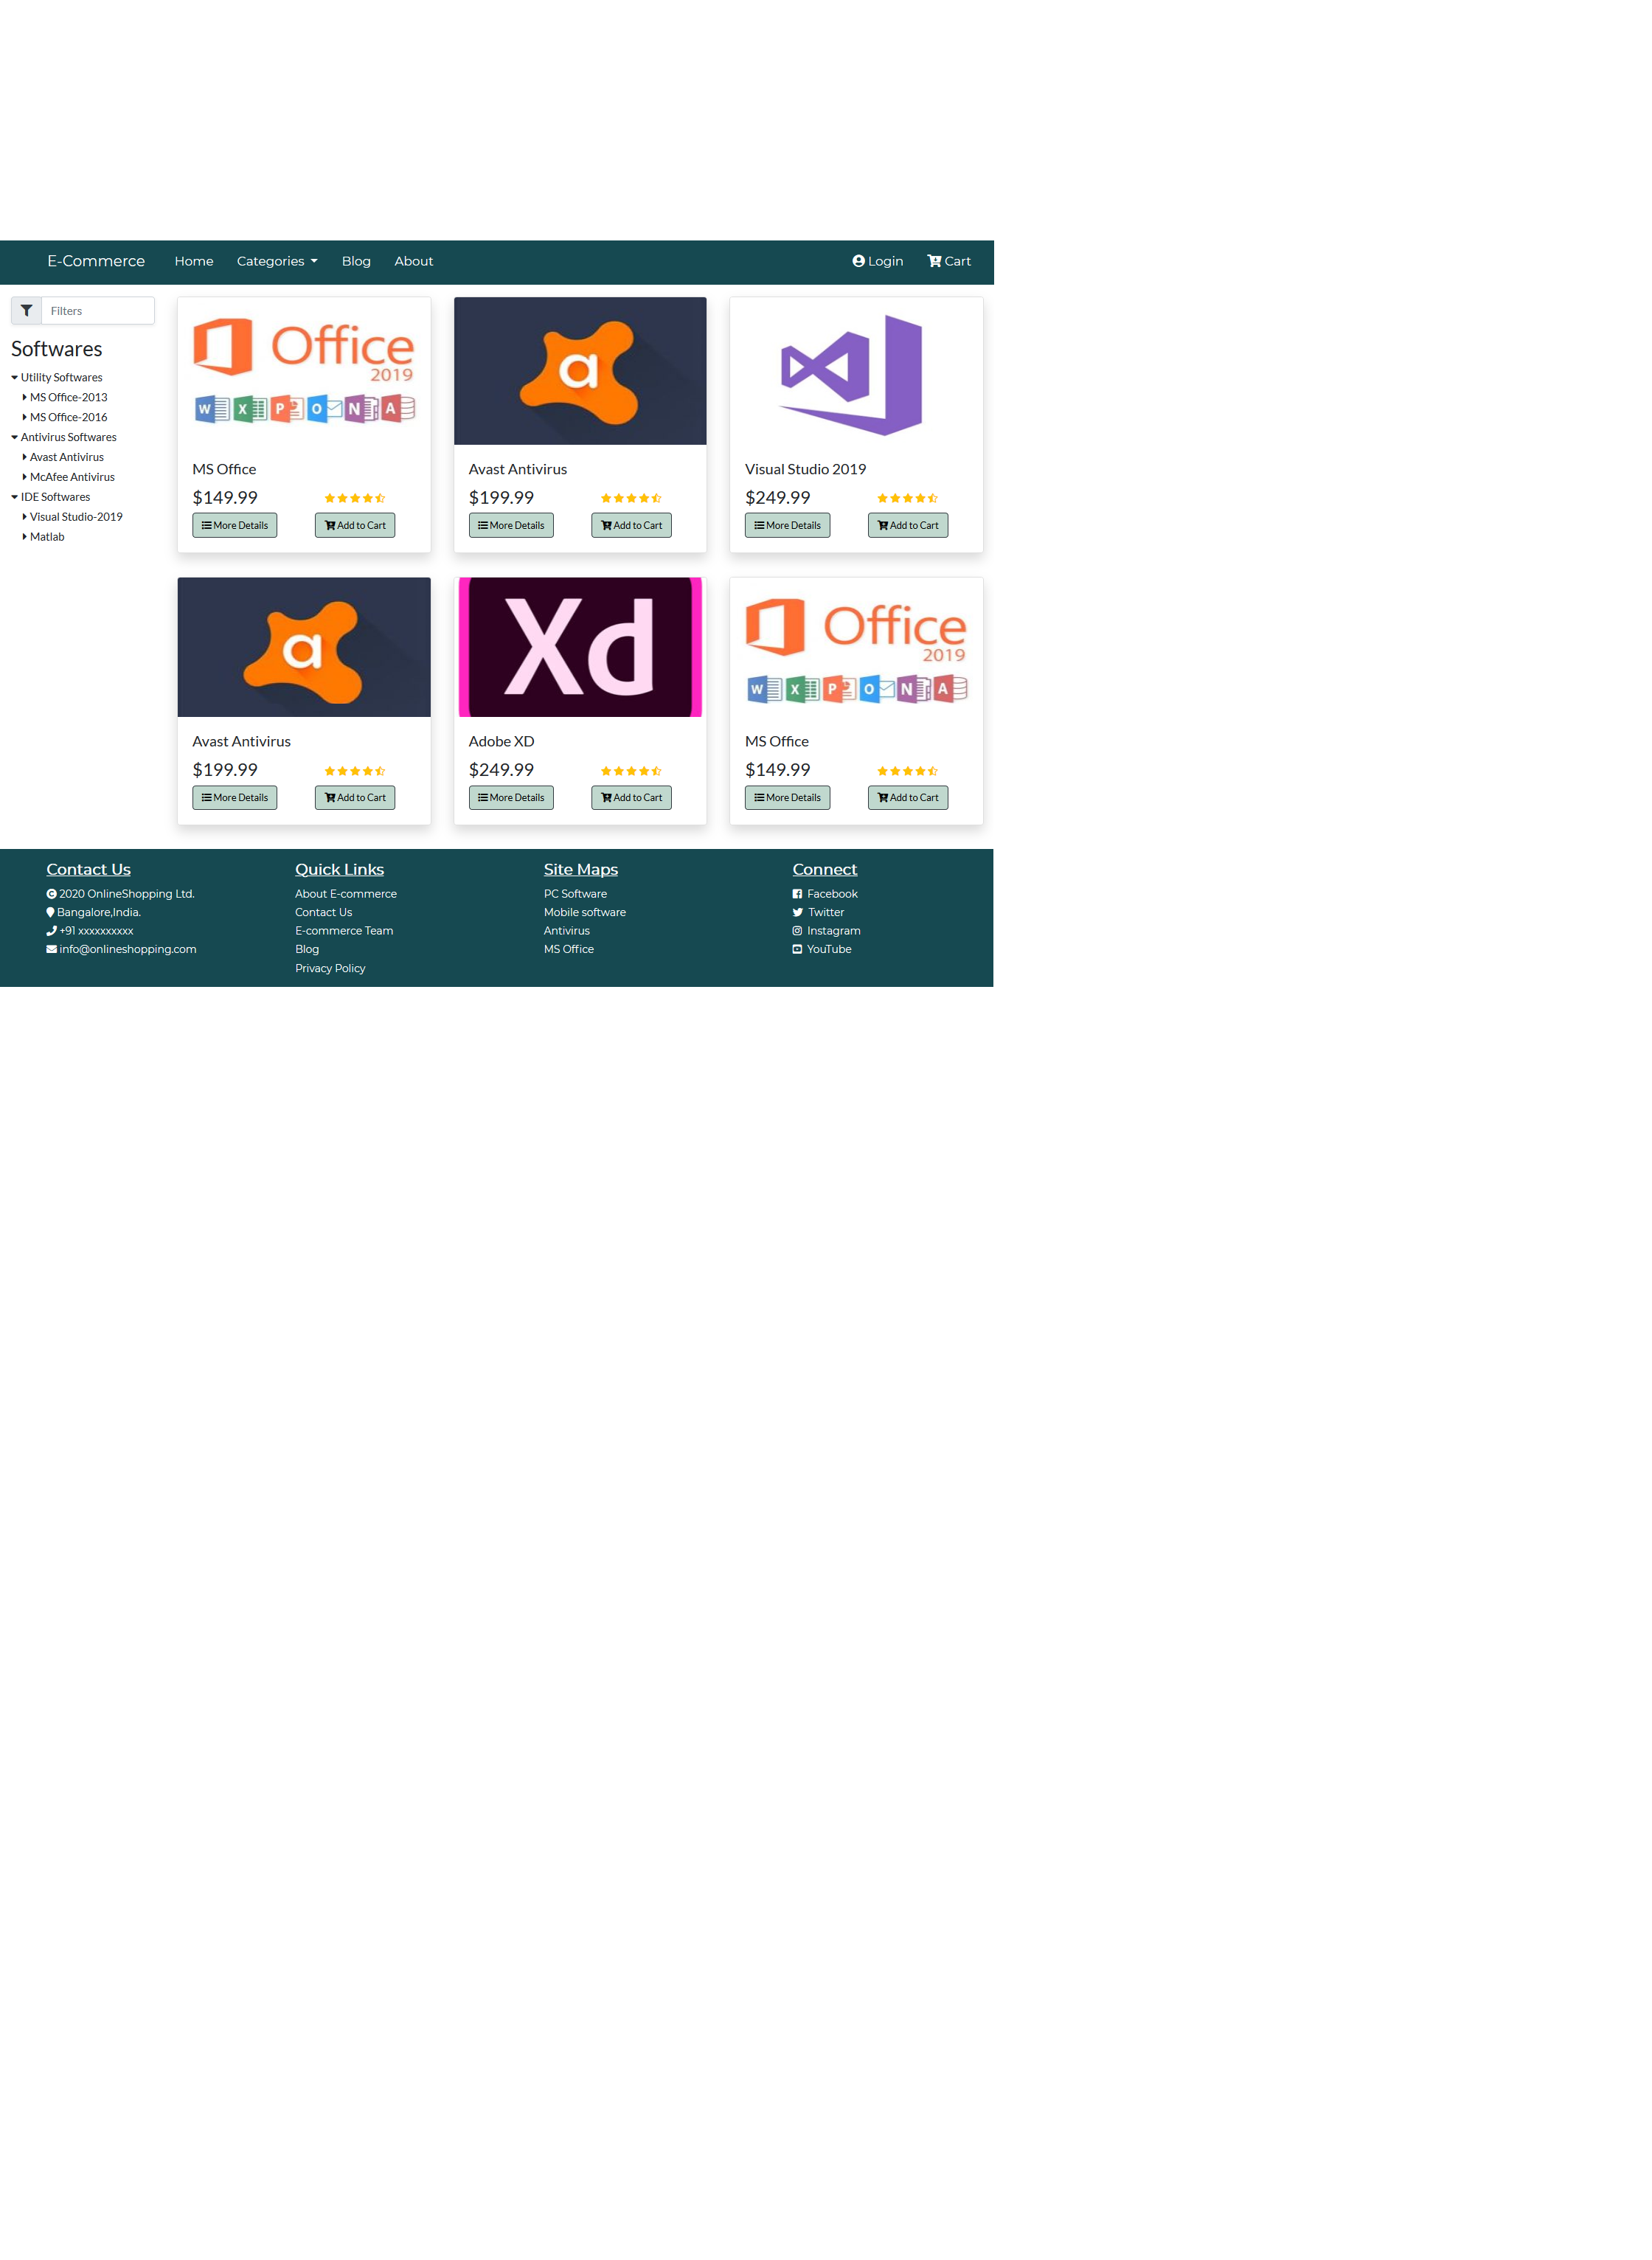 E-Commerce Home Categories Blog About Login Cart
Filters
Softwares
Utility Softwares
MS Office-2013
MS Office-2016
Antivirus Softwares
Avast Antivirus
McAfee Antivirus
IDE Softwares
Visual Studio-2019
Matlab
Office
2019
W X P O N A
MS Office
$149.99
More Details Add to Cart
a
Avast Antivirus
$199.99
More Details Add to Cart
Visual Studio 2019
$249.99
More Details Add to Cart
a
Avast Antivirus
$199.99
More Details Add to Cart
Xd
Adobe XD
$249.99
More Details Add to Cart
Office
2019
W X P O N A
MS Office
$149.99
More Details Add to Cart
Contact Us
2020 OnlineShopping Ltd.
Bangalore,India.
+91 xxxxxxxxxx
info@onlineshopping.com
Quick Links
About E-commerce
Contact Us
E-commerce Team
Blog
Privacy Policy
Site Maps
PC Software
Mobile software
Antivirus
MS Office
Connect
Facebook
Twitter
Instagram
YouTube